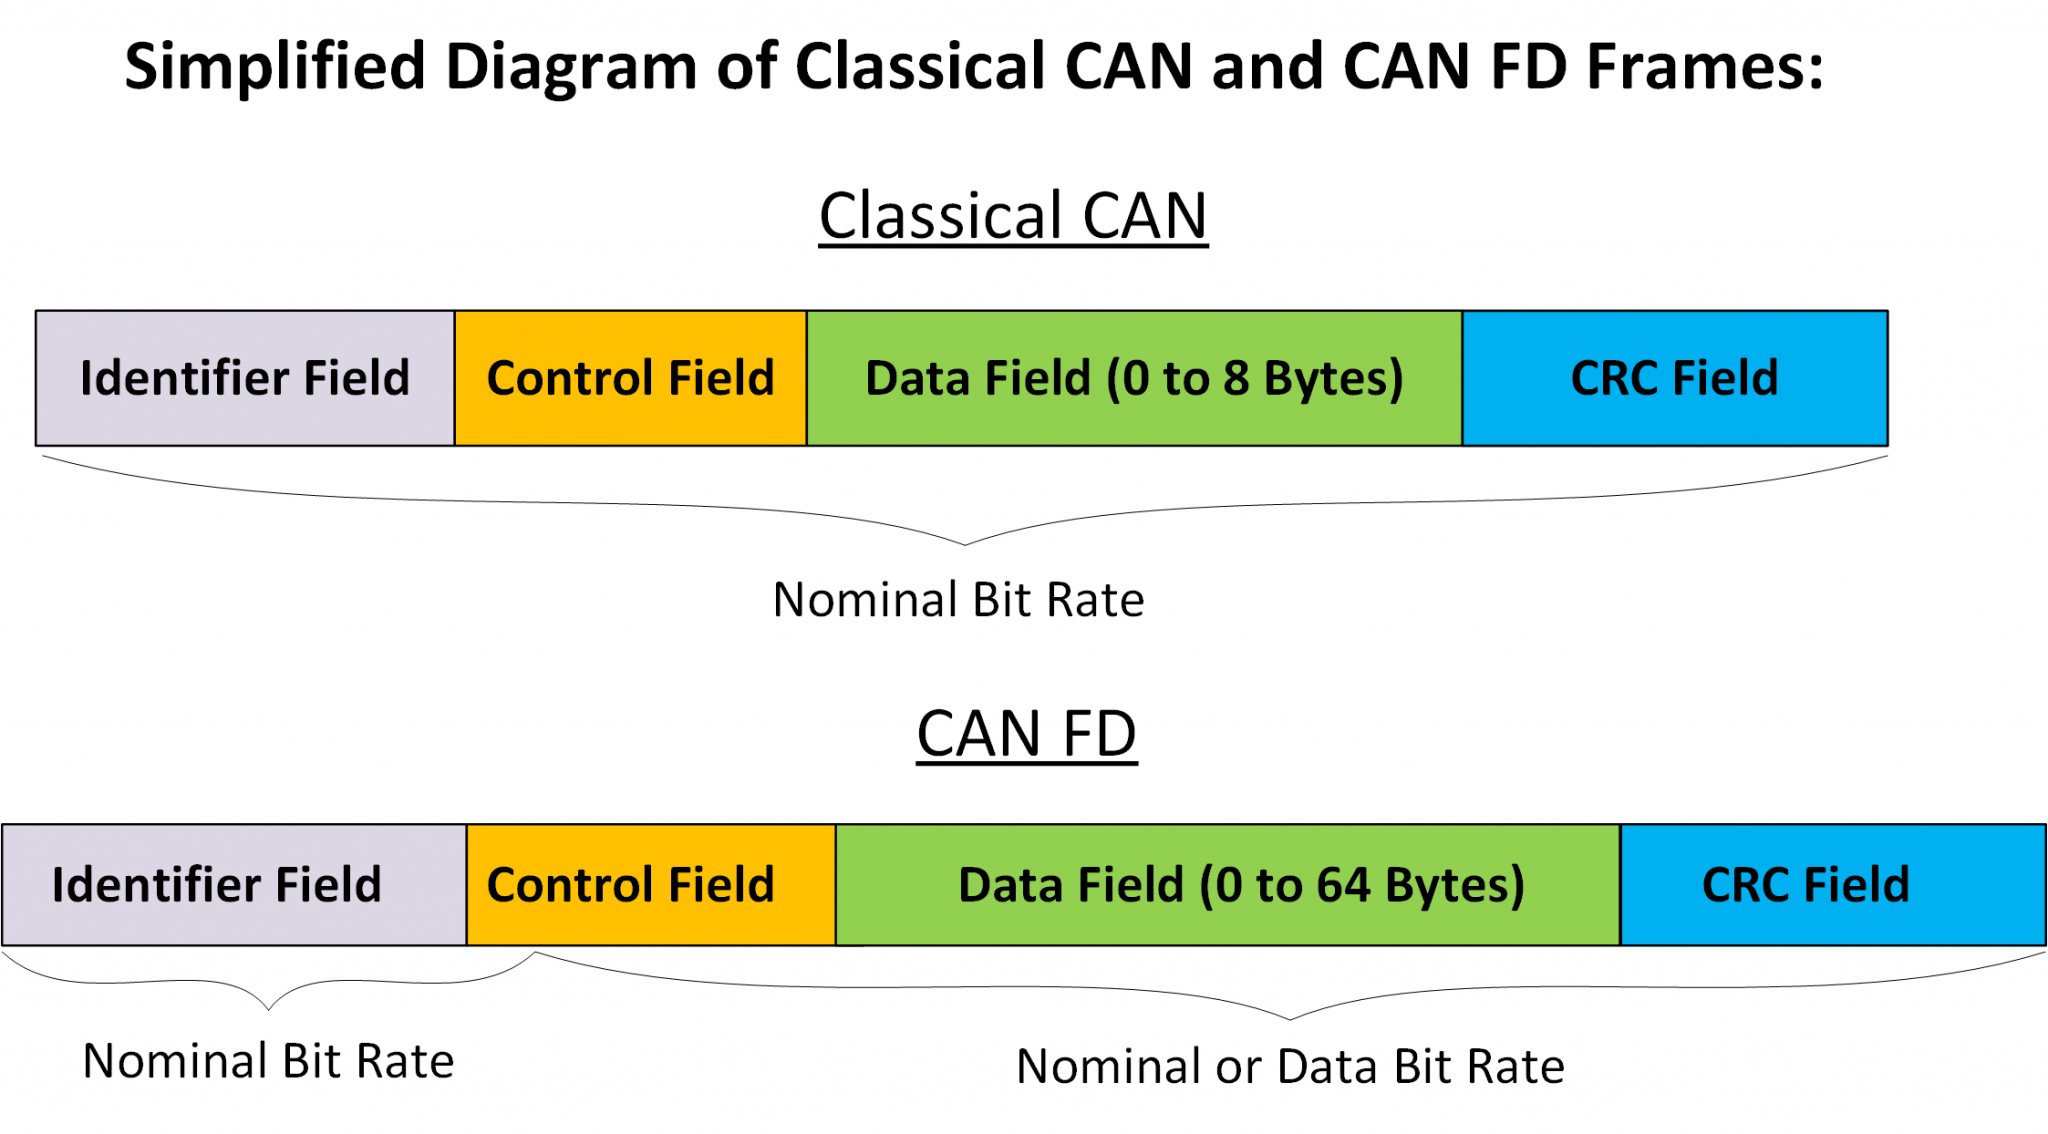 Simplified Diagram of Classical CAN and CAN FD Frames:
Classical CAN
Identifier Field Control Field Data Field (0 to 8 Bytes) CRC Field
Nominal Bit Rate
CAN FD
Identifier Field Control Field Data Field (0 to 64 Bytes) CRC Field
Nominal Bit Rate Nominal or Data Bit Rate